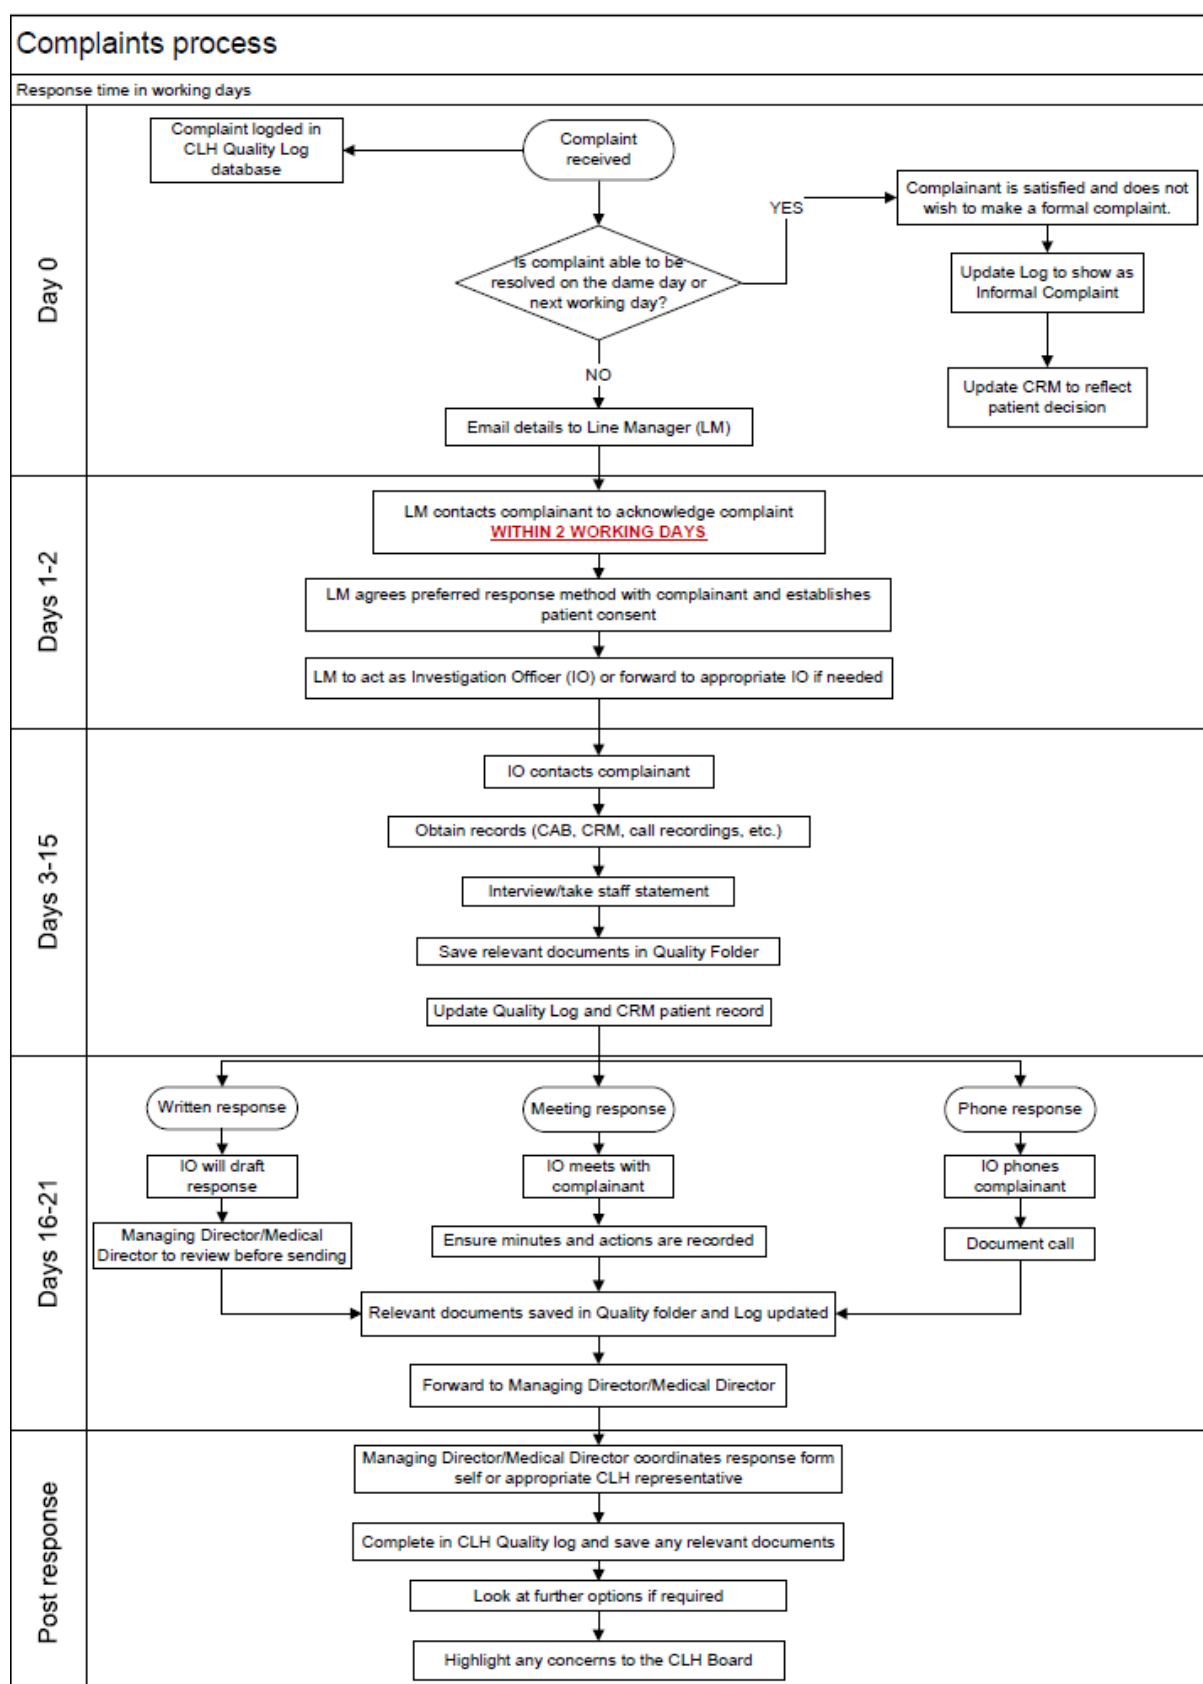 Complaints process
Response time in working days
Day 0
Complaint logded in
CLH Quality Log
database
Complaint
received
YES
Complainant is satisfied and does not
wish to make a formal complaint.
Is complaint able to be
resolved on the dame day or
next working day?
Update Log to show as
Informal Complaint
NO
Update CRM to reflect
patient decision
Email details to Line Manager (LM)
Days 1-2
LM contacts complainant to acknowledge complaint
WITHIN 2 WORKING DAYS
LM agrees preferred response method with complainant and establishes
patient consent
LM to act as Investigation Officer (IO) or forward to appropriate IO if needed
Days 3-15
IO contacts complainant
Obtain records (CAB, CRM, call recordings, etc.)
Interview/take staff statement
Save relevant documents in Quality Folder
Update Quality Log and CRM patient record
Days 16-21
Written response
IO will draft
response
Managing Director/Medical
Director to review before sending
Meeting response
IO meets with
complainant
Ensure minutes and actions are recorded
Phone response
IO phones
complainant
Document call
Relevant documents saved in Quality folder and Log updated
Forward to Managing Director/Medical Director
Post response
Managing Director/Medical Director coordinates response form
self or appropriate CLH representative
Complete in CLH Quality log and save any relevant documents
Look at further options if required
Highlight any concerns to the CLH Board